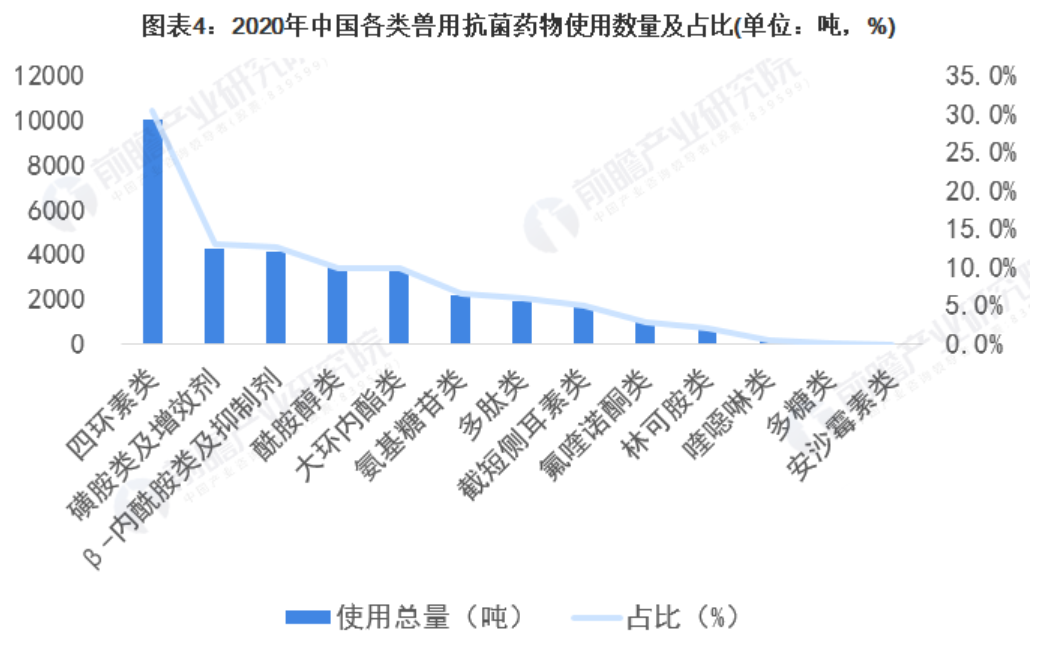 图表4：2020年中国各类兽用抗菌药物使用数量及占比(单位：吨，%)
12000
10000
8000
6000
4000
2000
0
35.0%
30.0%
25.0%
20.0%
15.0%
10.0%
5.0%
0.0%
四环素类
磺胺类及增效剂
β-内酰胺类及抑制剂
酰胺醇类
大环内酯类
氨基糖苷类
多肽类
截短侧耳素类
氟喹诺酮类
林可胺类
喹噁啉类
多糖类
安沙霉素类
使用总量（吨）
占比（%）
前瞻产业研究院
前瞻产业研究院
前瞻产业研究院